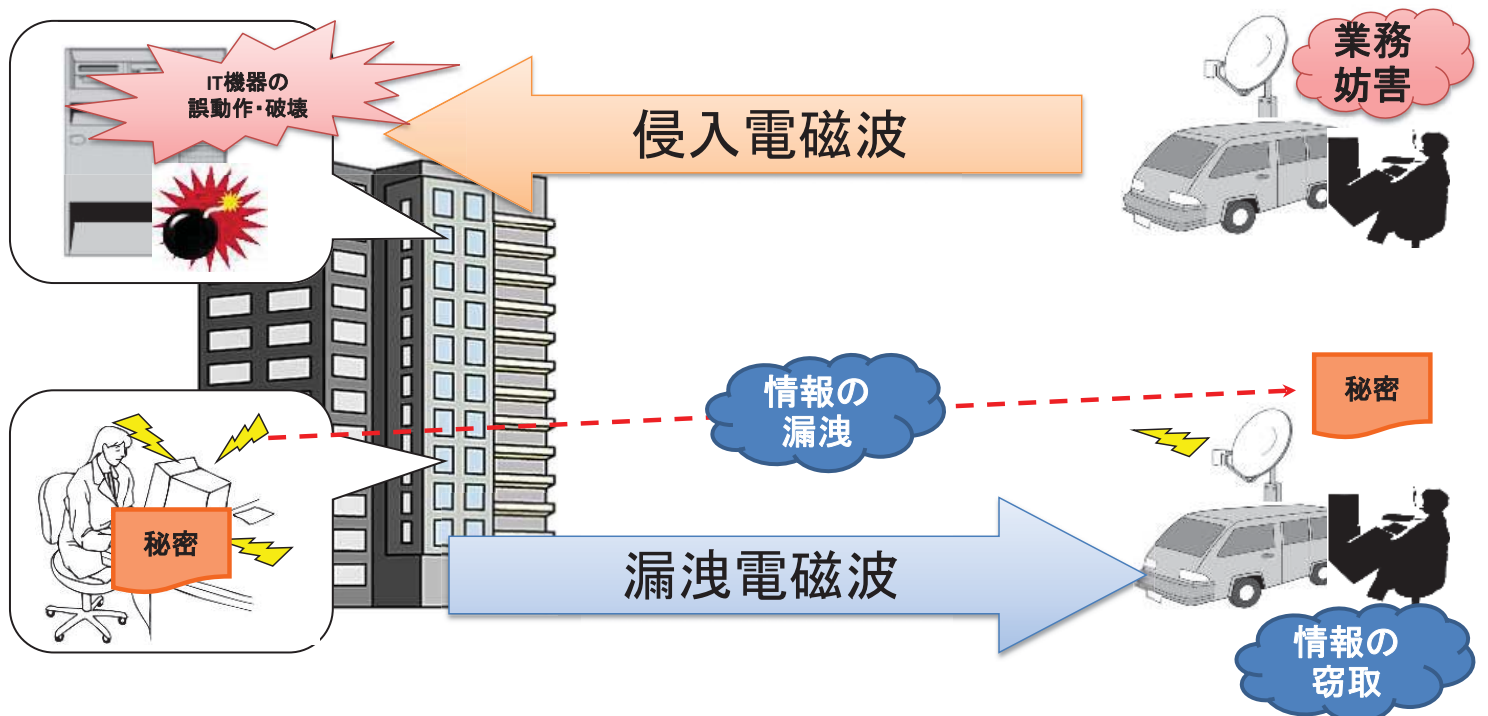 IT機器の
誤動作・破壊
侵入電磁波
業務
妨害
情報の
漏洩
秘密
秘密
漏洩電磁波
情報の
窃取